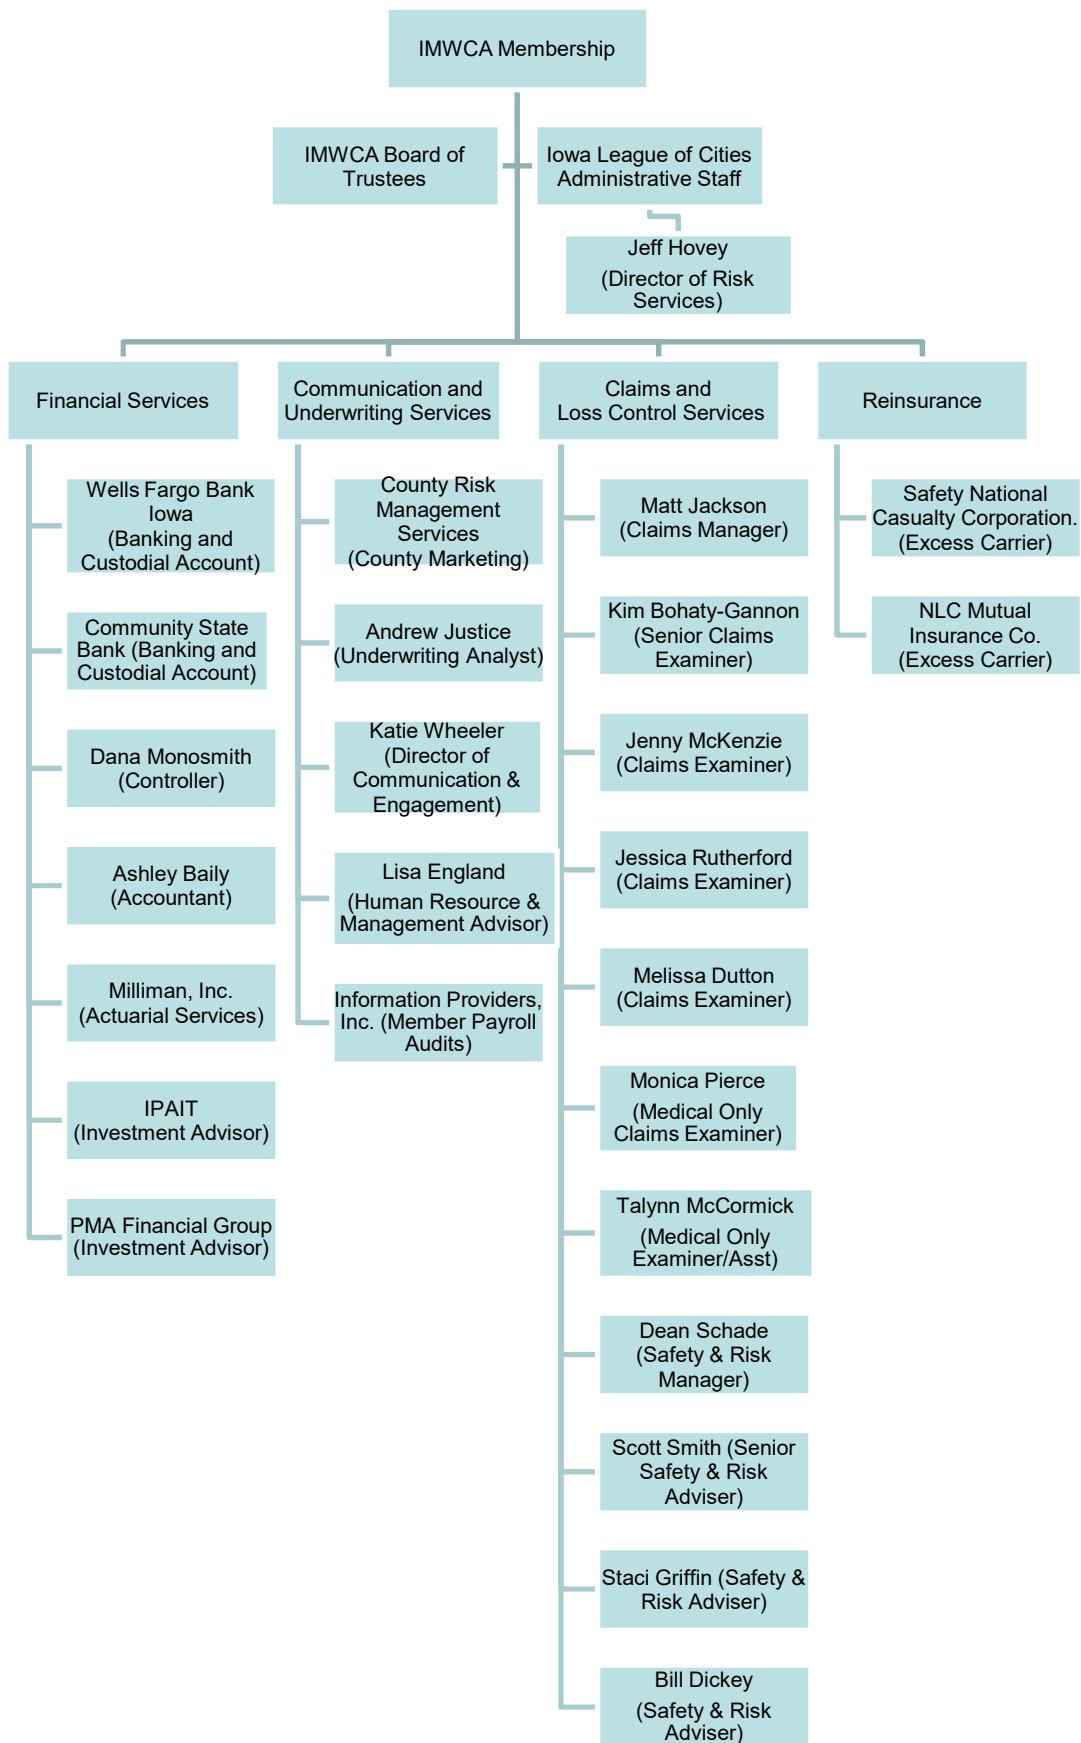 IMWCA Membership
IMWCA Board of
Trustees
Iowa League of Cities
Administrative Staff
Jeff Hovey
(Director of Risk
Services)
Financial Services
Wells Fargo Bank
Iowa
(Banking and
Custodial Account)
Community State
Bank (Banking and
Custodial Account)
Dana Monosmith
(Controller)
Ashley Baily
(Accountant)
Milliman, Inc.
(Actuarial Services)
IPAIT
(Investment Advisor)
PMA Financial Group
(Investment Advisor)
Communication and
Underwriting Services
County Risk
Management
Services
(County Marketing)
Andrew Justice
(Underwriting Analyst)
Katie Wheeler
(Director of
Communication &
Engagement)
Lisa England
(Human Resource &
Management Advisor)
Information Providers,
Inc. (Member Payroll
Audits)
Claims and
Loss Control Services
Matt Jackson
(Claims Manager)
Kim Bohaty-Gannon
(Senior Claims
Examiner)
Jenny McKenzie
(Claims Examiner)
Jessica Rutherford
(Claims Examiner)
Melissa Dutton
(Claims Examiner)
Monica Pierce
(Medical Only
Claims Examiner)
Talynn McCormick
(Medical Only
Examiner/Asst)
Dean Schade
(Safety & Risk
Manager)
Scott Smith (Senior
Safety & Risk
Adviser)
Staci Griffin (Safety &
Risk Adviser)
Bill Dickey
(Safety & Risk
Adviser)
Reinsurance
Safety National
Casualty Corporation.
(Excess Carrier)
NLC Mutual
Insurance Co.
(Excess Carrier)